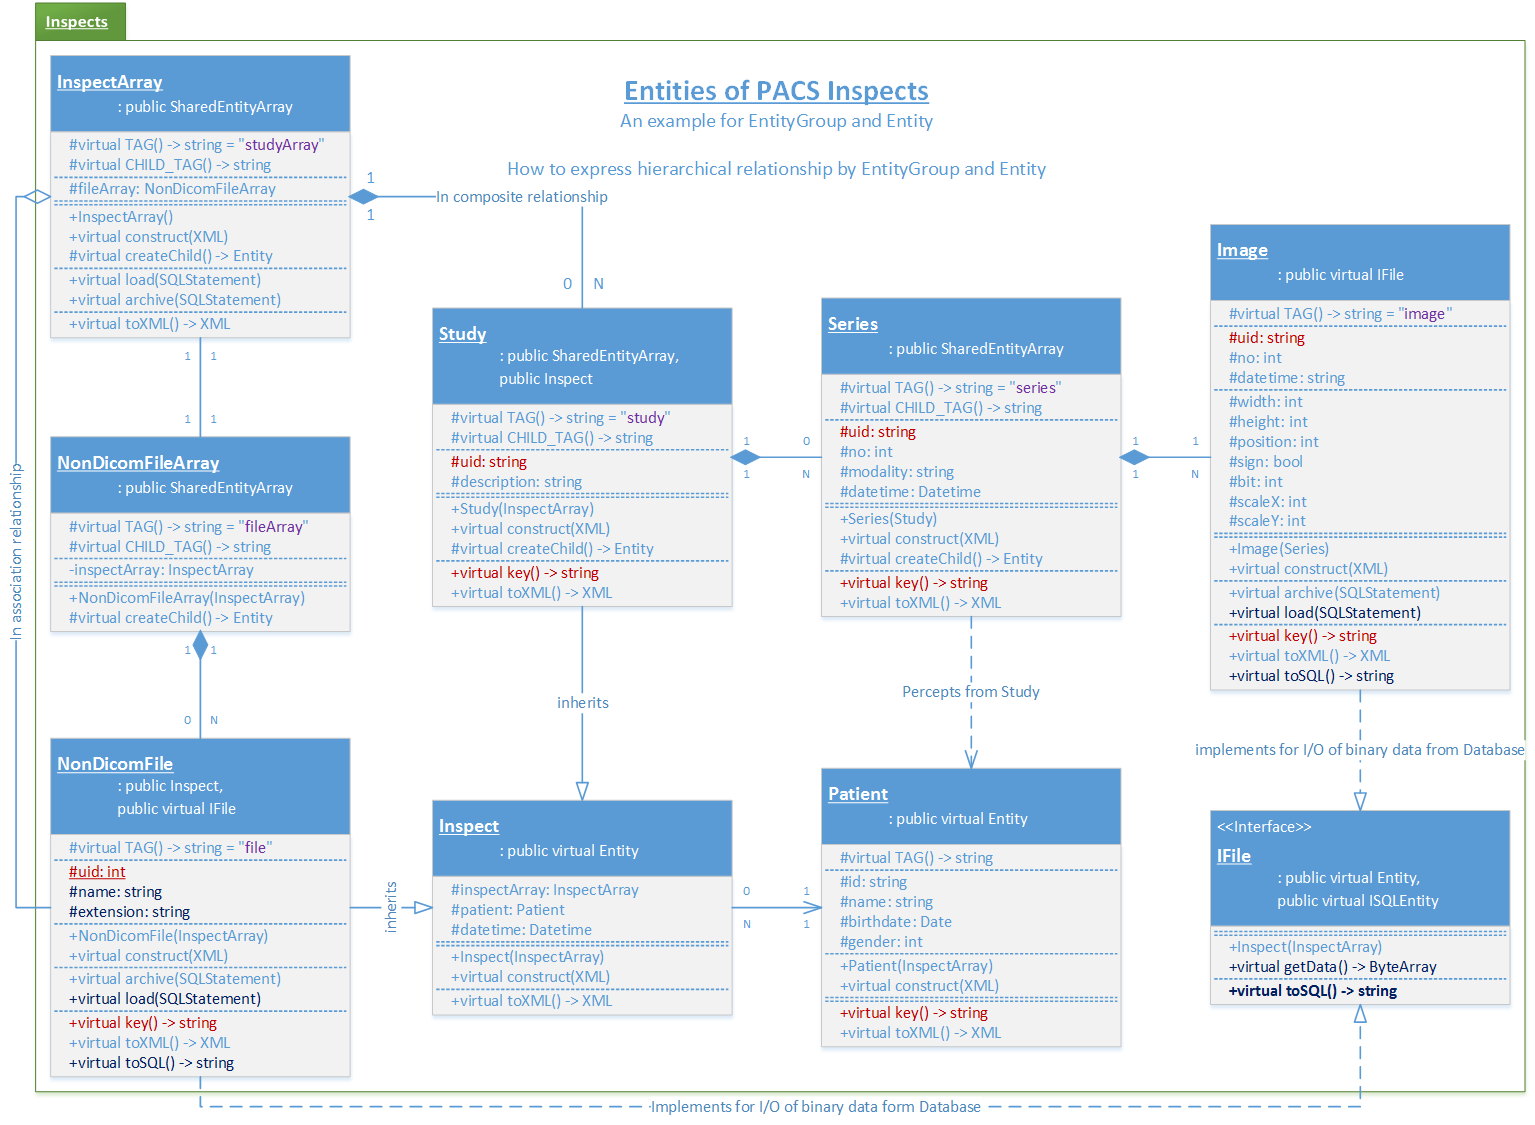 Inspects
Entities of PACS Inspects
An example for EntityGroup and Entity
How to express hierarchical relationship by EntityGroup and Entity
InspectArray
: public SharedEntityArray
#virtual TAG() -> string = "studyArray"
#virtual CHILD_TAG() -> string
#fileArray: NonDicomFileArray
+InspectArray()
+virtual construct(XML)
#virtual createChild() -> Entity
+virtual load(SQLStatement)
+virtual archive(SQLStatement)
+virtual toXML() -> XML
1
1
In composite relationship
0 N
1 1
1 1
In association relationship
NonDicomFileArray
: public SharedEntityArray
#virtual TAG() -> string = "fileArray"
#virtual CHILD_TAG() -> string
-inspectArray: InspectArray
+NonDicomFileArray(InspectArray)
#virtual createChild() -> Entity
1 1
0 N
NonDicomFile
: public Inspect,
public virtual IFile
#virtual TAG() -> string = "file"
#uid: int
#name: string
#extension: string
+NonDicomFile(InspectArray)
+virtual construct(XML)
+virtual archive(SQLStatement)
+virtual load(SQLStatement)
+virtual key() -> string
+virtual toXML() -> XML
+virtual toSQL() -> string
inherits
Study
: public SharedEntityArray,
public Inspect
#virtual TAG() -> string = "study"
#virtual CHILD_TAG() -> string
#uid: string
#description: string
+Study(InspectArray)
+virtual construct(XML)
#virtual createChild() -> Entity
+virtual key() -> string
+virtual toXML() -> XML
1 0
1 N
inherits
Inspect
: public virtual Entity
#inspectArray: InspectArray
#patient: Patient
#datetime: Datetime
+Inspect(InspectArray)
+virtual construct(XML)
+virtual toXML() -> XML
0 1
N 1
Series
: public SharedEntityArray
#virtual TAG() -> string = "series"
#virtual CHILD_TAG() -> string
#uid: string
#no: int
#modality: string
#datetime: Datetime
+Series(Study)
+virtual construct(XML)
#virtual createChild() -> Entity
+virtual key() -> string
+virtual toXML() -> XML
1 1
1 N
Percepts from Study
Patient
: public virtual Entity
#virtual TAG() -> string
#id: string
#name: string
#birthdate: Date
#gender: int
+Patient(InspectArray)
+virtual construct(XML)
+virtual key() -> string
+virtual toXML() -> XML
Image
: public virtual IFile
#virtual TAG() -> string = "image"
#uid: string
#no: int
#datetime: string
#width: int
#height: int
#position: int
#sign: bool
#bit: int
#scaleX: int
#scaleY: int
+Image(Series)
+virtual construct(XML)
+virtual archive(SQLStatement)
+virtual load(SQLStatement)
+virtual key() -> string
+virtual toXML() -> XML
+virtual toSQL() -> string
implements for I/O of binary data from Database
<<Interface>>
IFile
: public virtual Entity,
public virtual ISQLEntity
+Inspect(InspectArray)
+virtual getData() -> ByteArray
+virtual toSQL() -> string
Implements for I/O of binary data form Database